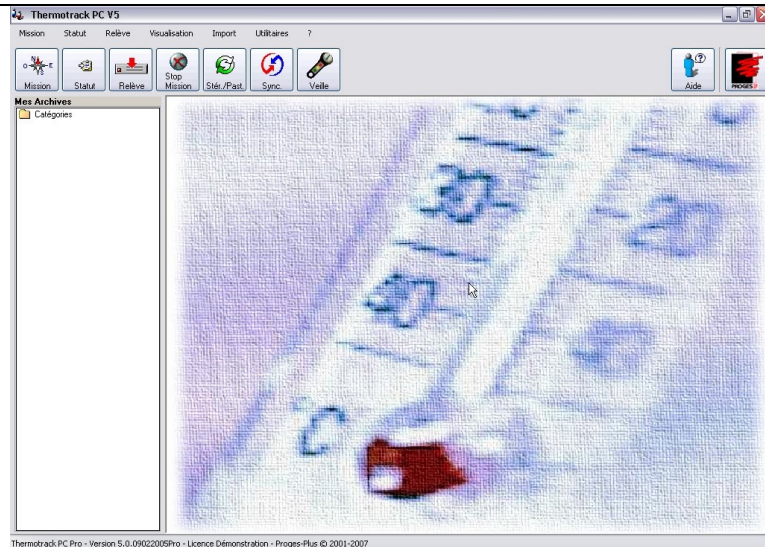 Thermotrack PC V5
Mission Statut Relève Visualisation Import Utilitaires ?
Mission Statut Relève Stop Mission Stér./Past. Sync. Veille Aide PROGES
Mes Archives
Catégories
30
20
°C
Thermotrack PC Pro - Version 5.0.09022005Pro - Licence Démonstration - Proges-Plus © 2001-2007